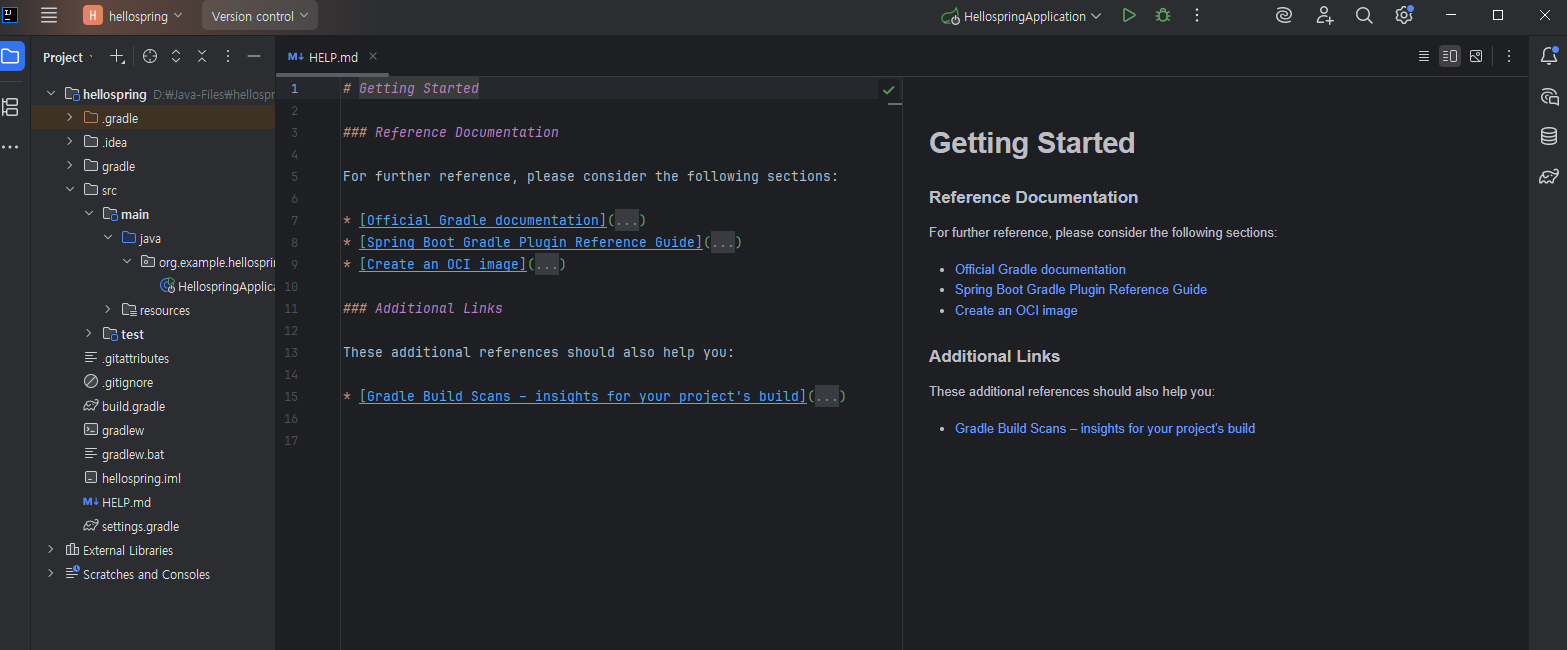 H hellospring Version control HellospringApplication
Project
HELP.md
hellospring D:₩Java-Files₩hellospr
.gradle
.idea
gradle
src
main
java
org.example.hellosprin
HellospringApplica
resources
test
.gitattributes
.gitignore
build.gradle
gradlew
gradlew.bat
hellospring.iml
M↓ HELP.md
settings.gradle
External Libraries
Scratches and Consoles
1 # Getting Started
2
3 ### Reference Documentation
4
5 For further reference, please consider the following sections:
6
7 * [Official Gradle documentation](...)
8 * [Spring Boot Gradle Plugin Reference Guide](...)
9 * [Create an OCI image](...)
10
11 ### Additional Links
12
13 These additional references should also help you:
14
15 * [Gradle Build Scans – insights for your project's build](...)
16
17
Getting Started
Reference Documentation
For further reference, please consider the following sections:
• Official Gradle documentation
• Spring Boot Gradle Plugin Reference Guide
• Create an OCI image
Additional Links
These additional references should also help you:
• Gradle Build Scans – insights for your project's build